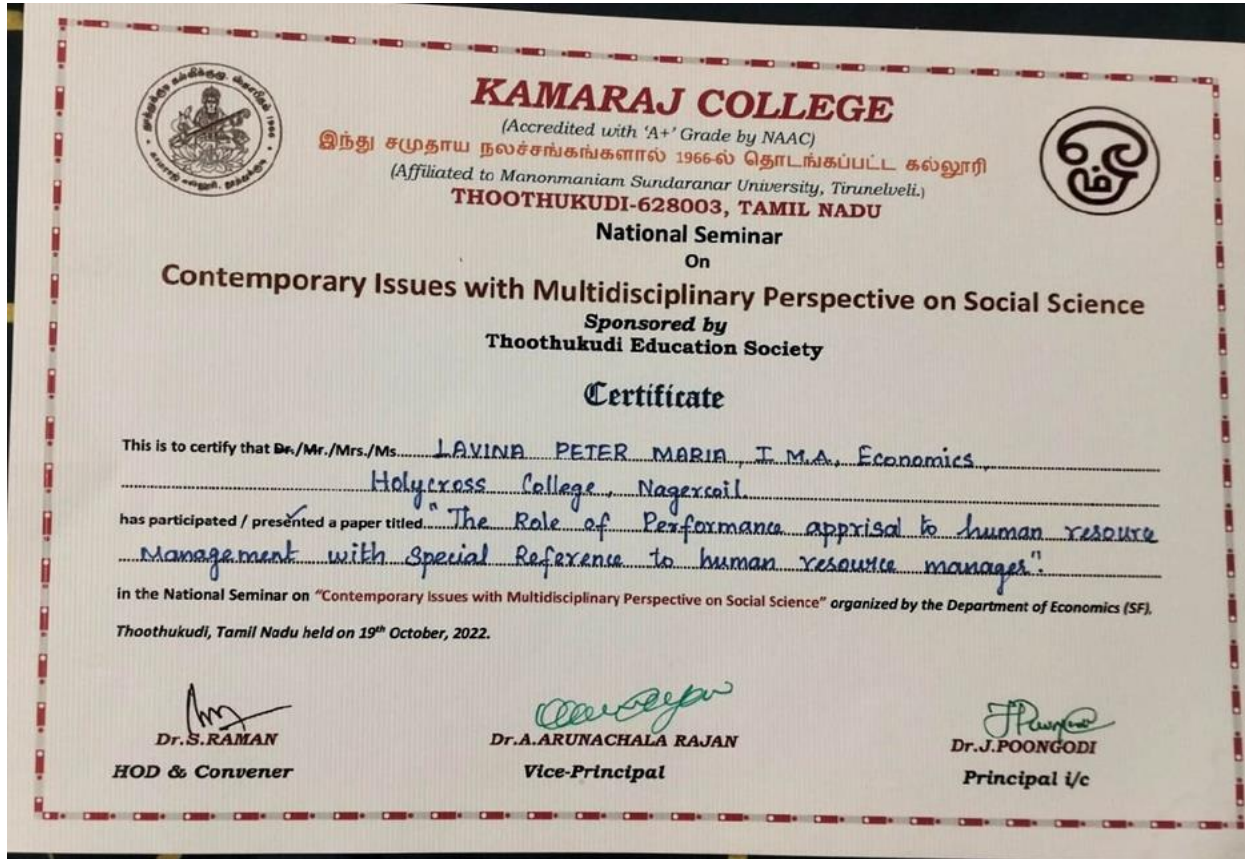 KAMARAJ COLLEGE
(Accredited with ‘A+’ Grade by NAAC)
இந்து சமுதாய நலச்சங்கங்களால் 1966-ல் தொடங்கப்பட்ட கல்லூரி
(Affiliated to Manonmaniam Sundaranar University, Tirunelveli.)
THOOTHUKUDI-628003, TAMIL NADU
ஓம்
National Seminar
On
Contemporary Issues with Multidisciplinary Perspective on Social Science
Sponsored by
Thoothukudi Education Society
Certificate
This is to certify that Dr./Mr./Mrs./Ms. LAVINA PETER MARIA, I M.A, Economics,
Holycross College, Nagercoil.
has participated / presented a paper titled "The Role of Performance apprisal to human resource
Management with Special Reference to human resource manages".
in the National Seminar on “Contemporary Issues with Multidisciplinary Perspective on Social Science” organized by the Department of Economics (SF),
Thoothukudi, Tamil Nadu held on 19th October, 2022.
Dr.S.RAMAN
HOD & Convener
Dr.A.ARUNACHALA RAJAN
Vice-Principal
Dr.J.POONGODI
Principal i/c